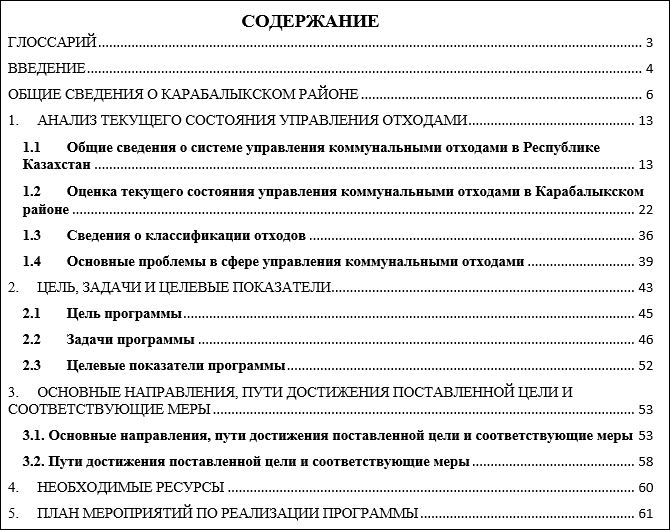 СОДЕРЖАНИЕ
ГЛОССАРИЙ 3
ВВЕДЕНИЕ 4
ОБЩИЕ СВЕДЕНИЯ О КАРАБАЛЫКСКОМ РАЙОНЕ 6
1. АНАЛИЗ ТЕКУЩЕГО СОСТОЯНИЯ УПРАВЛЕНИЯ ОТХОДАМИ 13
1.1 Общие сведения о системе управления коммунальными отходами в Республике
Казахстан 13
1.2 Оценка текущего состояния управления коммунальными отходами в Карабалыкском
районе 22
1.3 Сведения о классификации отходов 36
1.4 Основные проблемы в сфере управления коммунальными отходами 39
2. ЦЕЛЬ, ЗАДАЧИ И ЦЕЛЕВЫЕ ПОКАЗАТЕЛИ 43
2.1 Цель программы 45
2.2 Задачи программы 46
2.3 Целевые показатели программы 52
3. ОСНОВНЫЕ НАПРАВЛЕНИЯ, ПУТИ ДОСТИЖЕНИЯ ПОСТАВЛЕННОЙ ЦЕЛИ И
СООТВЕТСТВУЮЩИЕ МЕРЫ 53
3.1. Основные направления, пути достижения поставленной цели и соответствующие меры 53
3.2. Пути достижения поставленной цели и соответствующие меры 58
4. НЕОБХОДИМЫЕ РЕСУРСЫ 60
5. ПЛАН МЕРОПРИЯТИЙ ПО РЕАЛИЗАЦИИ ПРОГРАММЫ 61